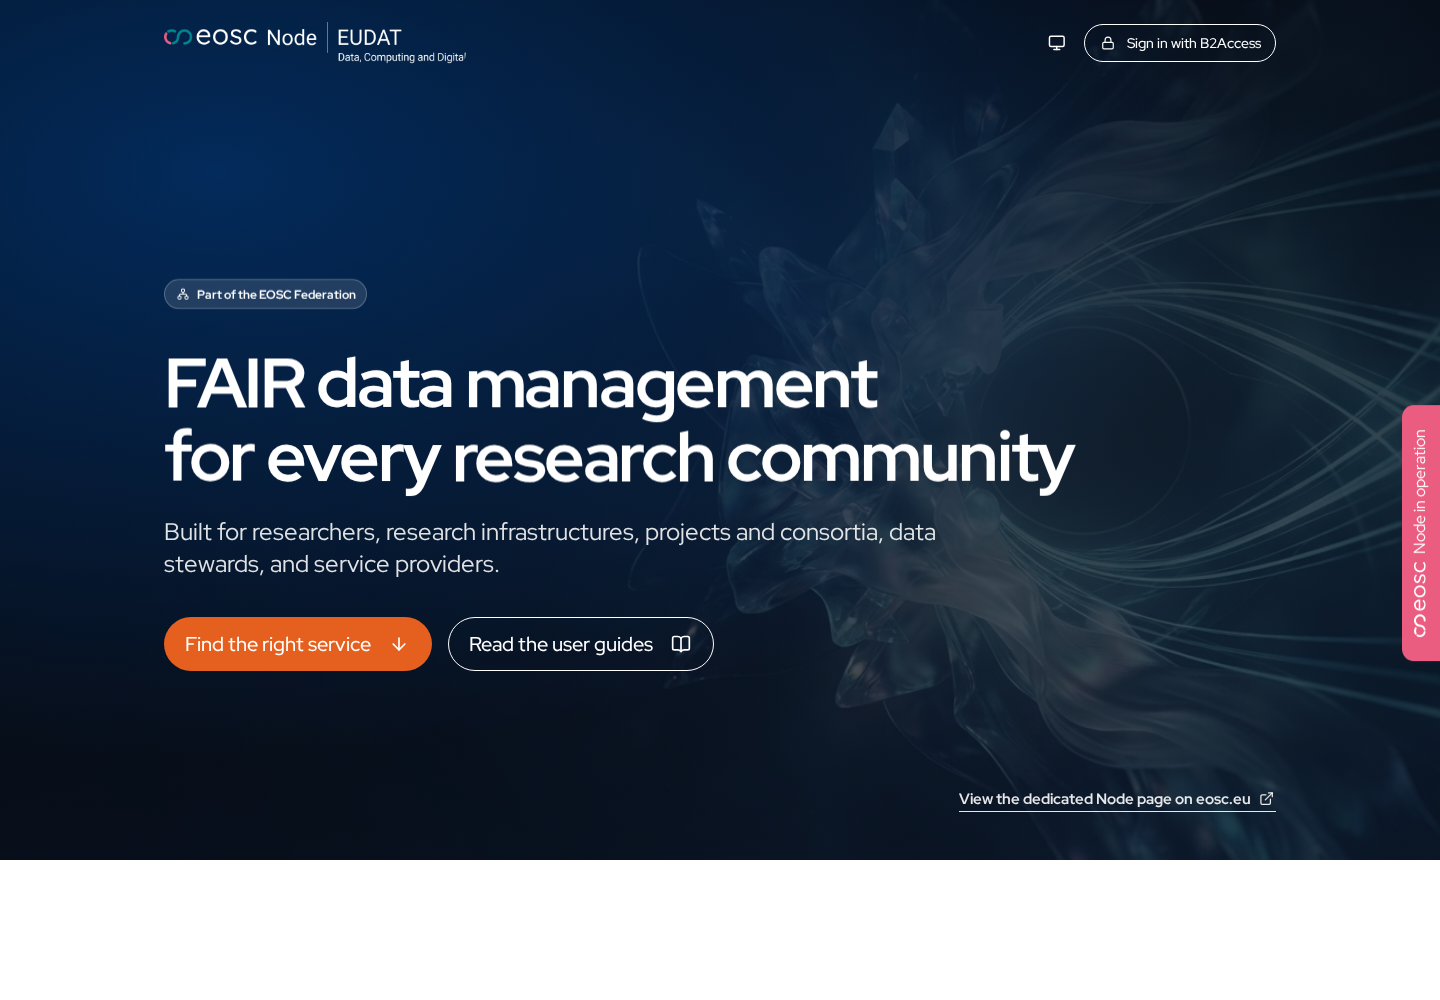 eosc Node EUDAT
Data, Computing and Digital
Sign in with B2Access
Part of the EOSC Federation
FAIR data management
for every research community
Built for researchers, research infrastructures, projects and consortia, data
stewards, and service providers.
Find the right service
Read the user guides
eosc Node in operation
View the dedicated Node page on eosc.eu